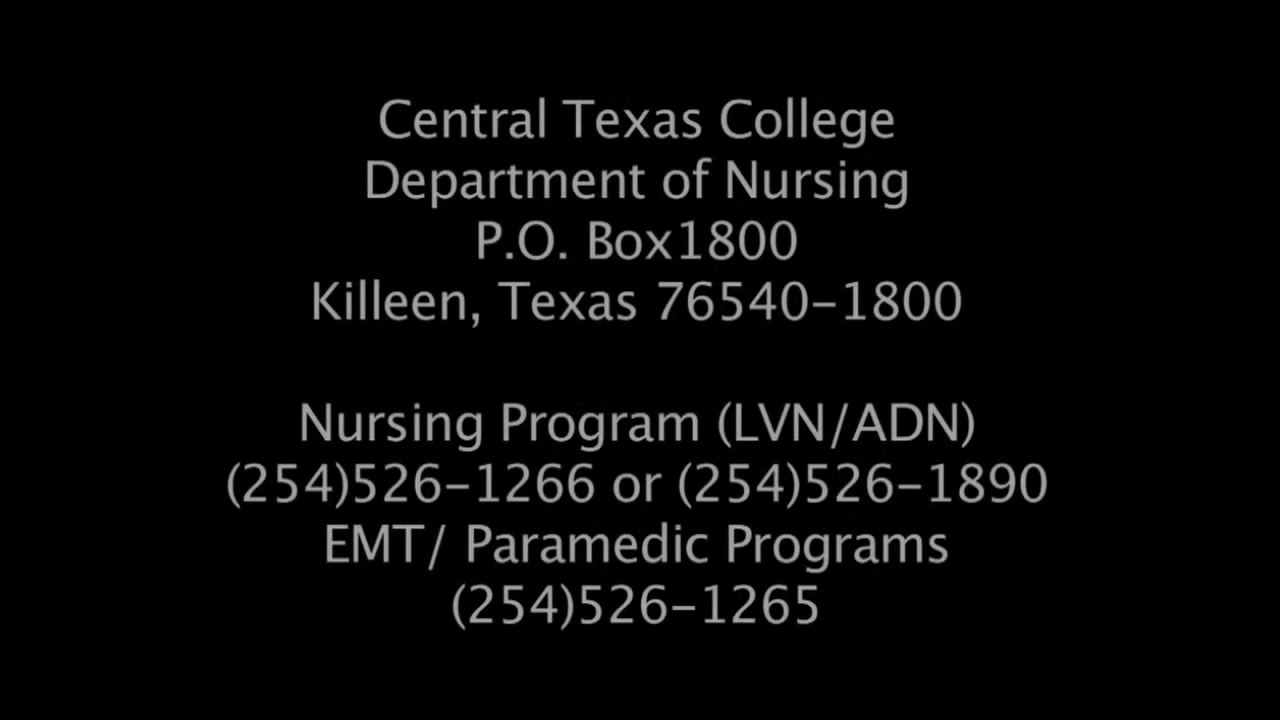 Central Texas College
Department of Nursing
P.O. Box1800
Killeen, Texas 76540-1800
Nursing Program (LVN/ADN)
(254)526-1266 or (254)526-1890
EMT/ Paramedic Programs
(254)526-1265